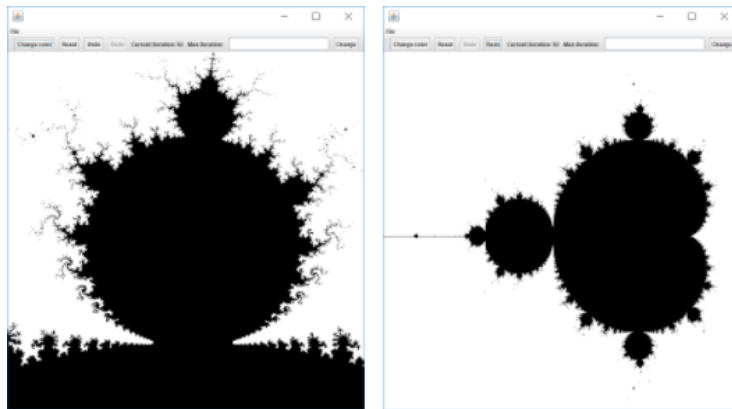 File
Change color Reset Undo Redo Current iteration: 50 Max iteration: Change
File
Change color Reset Undo Redo Current iteration: 50 Max iteration: Change